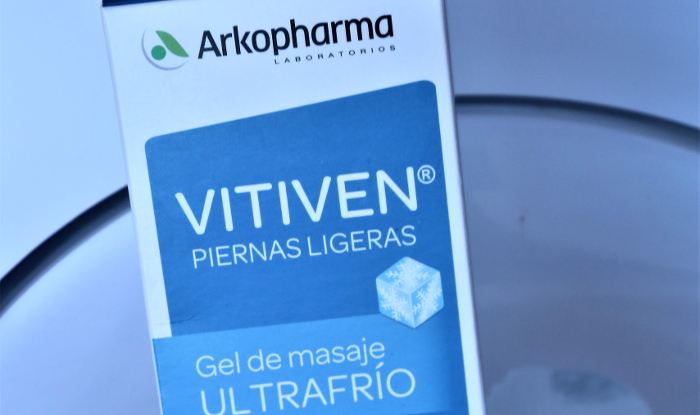 Arkopharma
LABORATORIOS
VITIVEN®
PIERNAS LIGERAS
Gel de masaje
ULTRAFRÍO